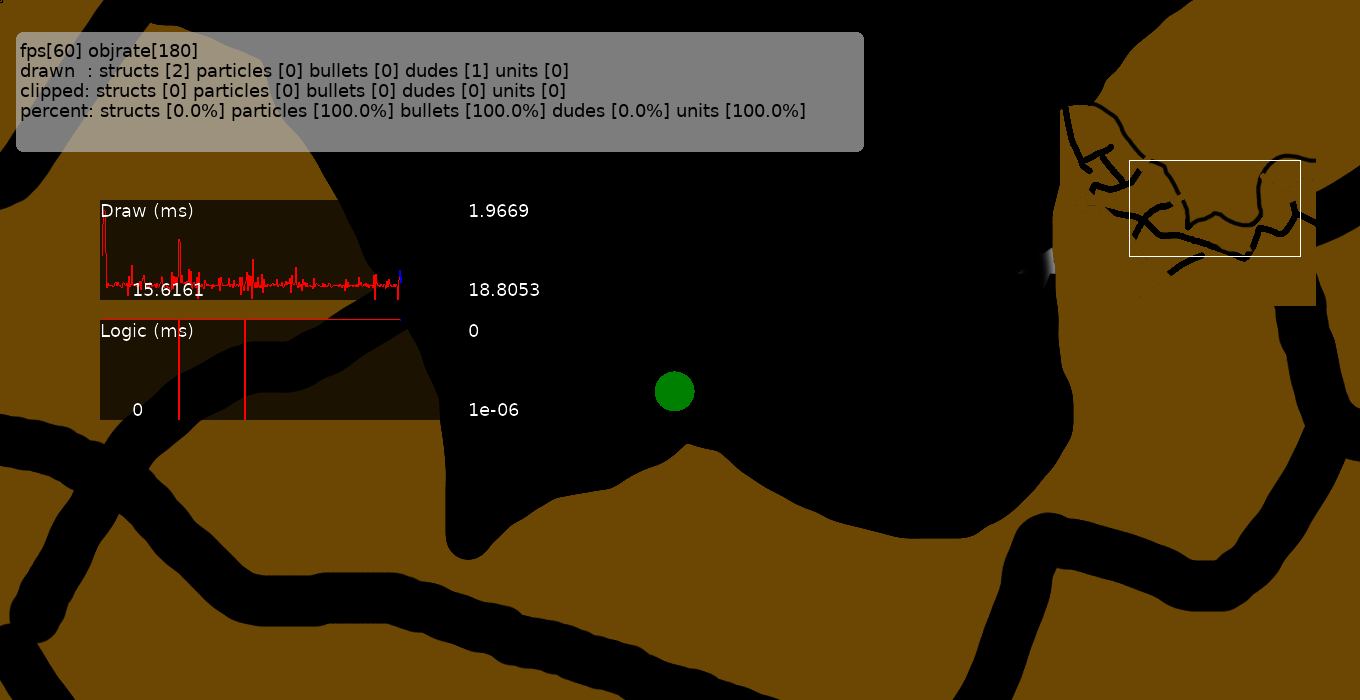 fps[60] objrate[180]
drawn  : structs [2] particles [0] bullets [0] dudes [1] units [0]
clipped: structs [0] particles [0] bullets [0] dudes [0] units [0]
percent: structs [0.0%] particles [100.0%] bullets [100.0%] dudes [0.0%] units [100.0%]
Draw (ms) 1.9669
15.6161 18.8053
Logic (ms) 0
0 1e-06